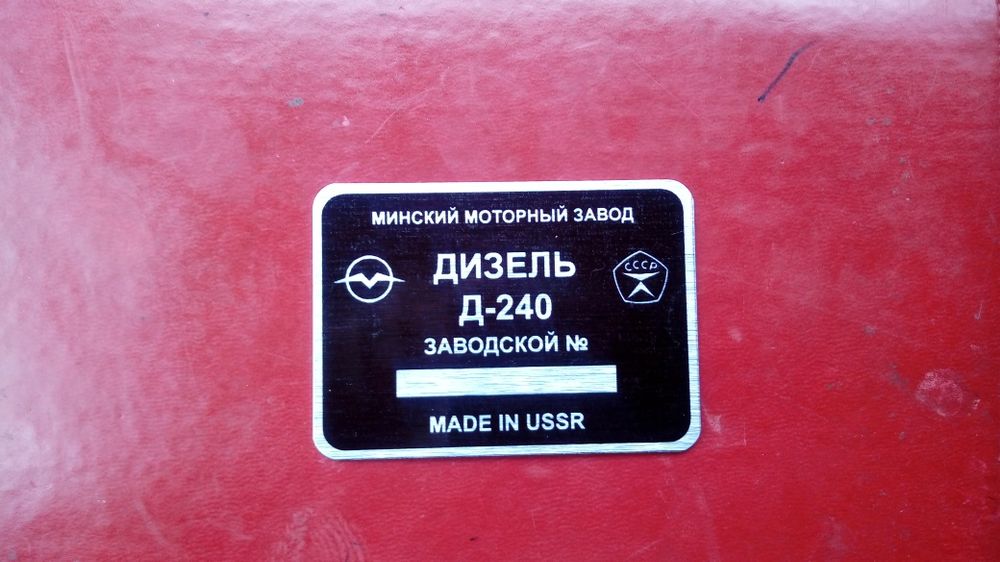 МИНСКИЙ МОТОРНЫЙ ЗАВОД
ДИЗЕЛЬ
СССР
Д-240
ЗАВОДСКОЙ №
MADE IN USSR